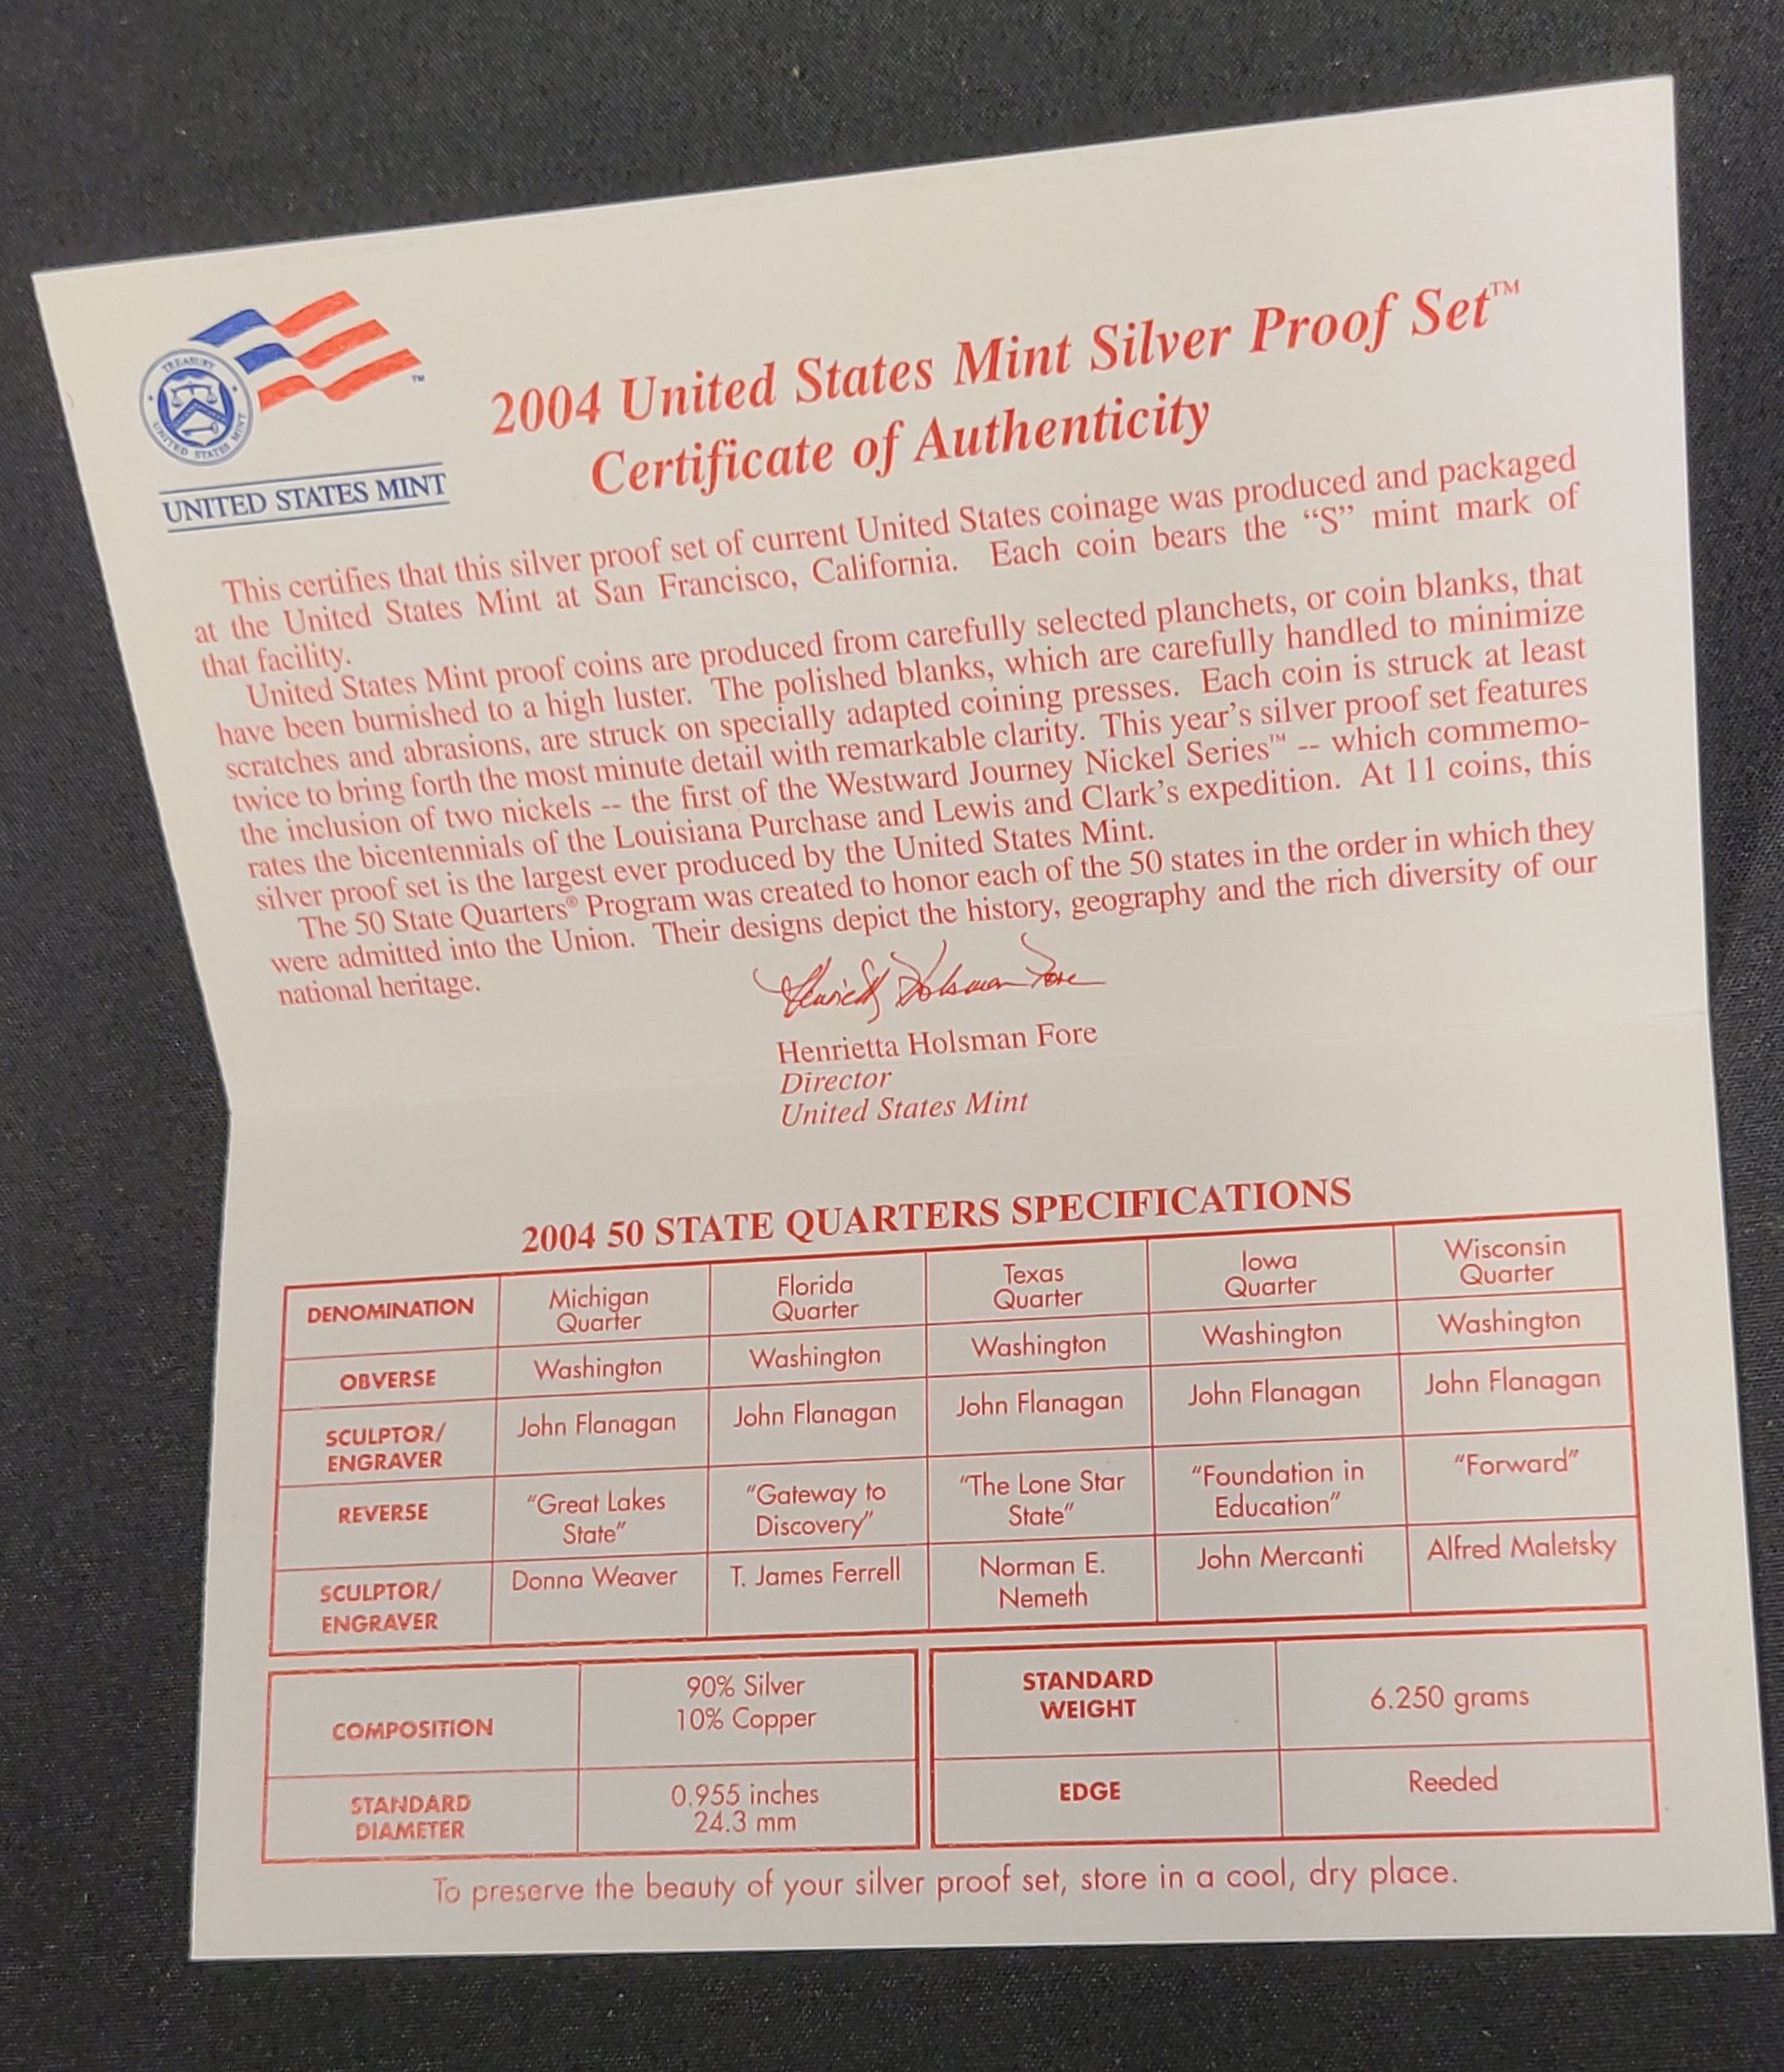 TREASURY
UNITED STATES MINT
TM
UNITED STATES MINT
2004 United States Mint Silver Proof Set™
Certificate of Authenticity
This certifies that this silver proof set of current United States coinage was produced and packaged
at the United States Mint at San Francisco, California. Each coin bears the “S” mint mark of
that facility.
United States Mint proof coins are produced from carefully selected planchets, or coin blanks, that
have been burnished to a high luster. The polished blanks, which are carefully handled to minimize
scratches and abrasions, are struck on specially adapted coining presses. Each coin is struck at least
twice to bring forth the most minute detail with remarkable clarity. This year’s silver proof set features
the inclusion of two nickels -- the first of the Westward Journey Nickel Series™ -- which commemo-
rates the bicentennials of the Louisiana Purchase and Lewis and Clark’s expedition. At 11 coins, this
silver proof set is the largest ever produced by the United States Mint.
The 50 State Quarters® Program was created to honor each of the 50 states in the order in which they
were admitted into the Union. Their designs depict the history, geography and the rich diversity of our
national heritage.
Henrietta Holsman Fore
Henrietta Holsman Fore
Director
United States Mint
2004 50 STATE QUARTERS SPECIFICATIONS
DENOMINATION Michigan Quarter Florida Quarter Texas Quarter Iowa Quarter Wisconsin Quarter
OBVERSE Washington Washington Washington Washington Washington
SCULPTOR/ ENGRAVER John Flanagan John Flanagan John Flanagan John Flanagan John Flanagan
REVERSE “Great Lakes State” “Gateway to Discovery” “The Lone Star State” “Foundation in Education” “Forward”
SCULPTOR/ ENGRAVER Donna Weaver T. James Ferrell Norman E. Nemeth John Mercanti Alfred Maletsky
COMPOSITION 90% Silver 10% Copper
STANDARD WEIGHT 6.250 grams
STANDARD DIAMETER 0.955 inches 24.3 mm
EDGE Reeded
To preserve the beauty of your silver proof set, store in a cool, dry place.